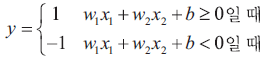 y = { 1 w₁x₁ + w₂x₂ + b ≥ 0일 때
−1 w₁x₁ + w₂x₂ + b < 0일 때